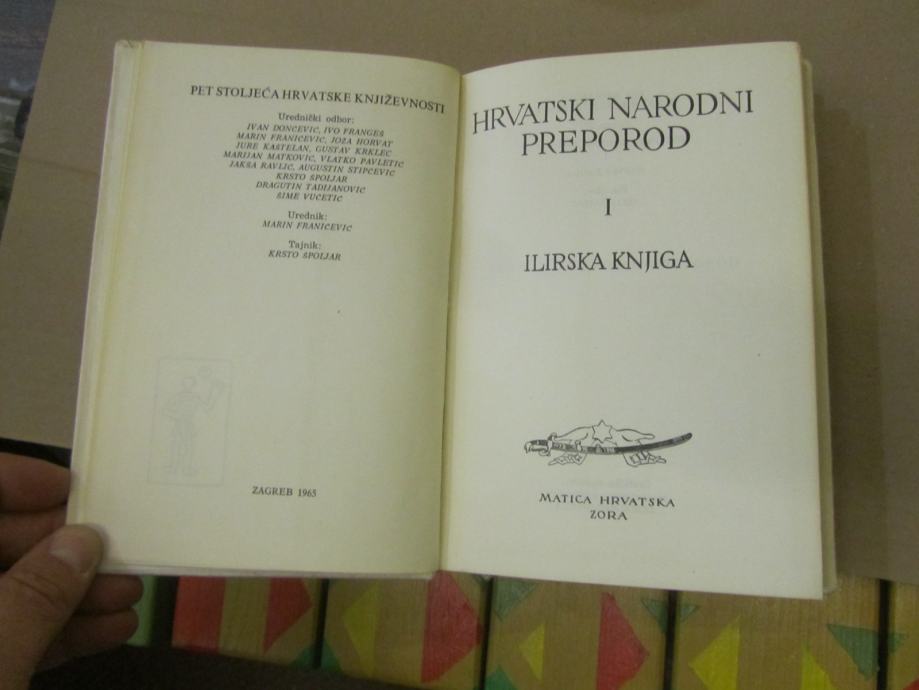 PET STOLJEĆA HRVATSKE KNJIŽEVNOSTI
Urednički odbor:
IVAN DONČEVIĆ, IVO FRANGEŠ
MARIN FRANIČEVIĆ, JOŽA HORVAT
JURE KAŠTELAN, GUSTAV KRKLEC
MARIJAN MATKOVIĆ, VLATKO PAVLETIĆ
JAKŠA RAVLIĆ, AUGUSTIN STIPČEVIĆ
KRSTO ŠPOLJAR
DRAGUTIN TADIJANOVIĆ
ŠIME VUČETIĆ
Urednik:
MARIN FRANIČEVIĆ
Tajnik:
KRSTO ŠPOLJAR
ZAGREB 1965
HRVATSKI NARODNI
PREPOROD
I
ILIRSKA KNJIGA
MATICA HRVATSKA
ZORA